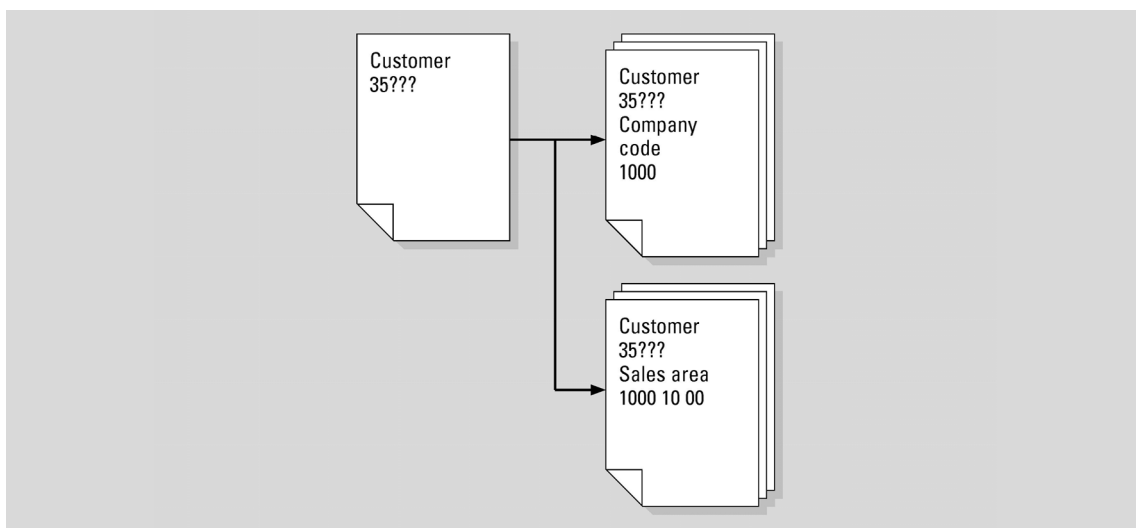 Customer
35???
Customer
35???
Company
code
1000
Customer
35???
Sales area
1000 10 00